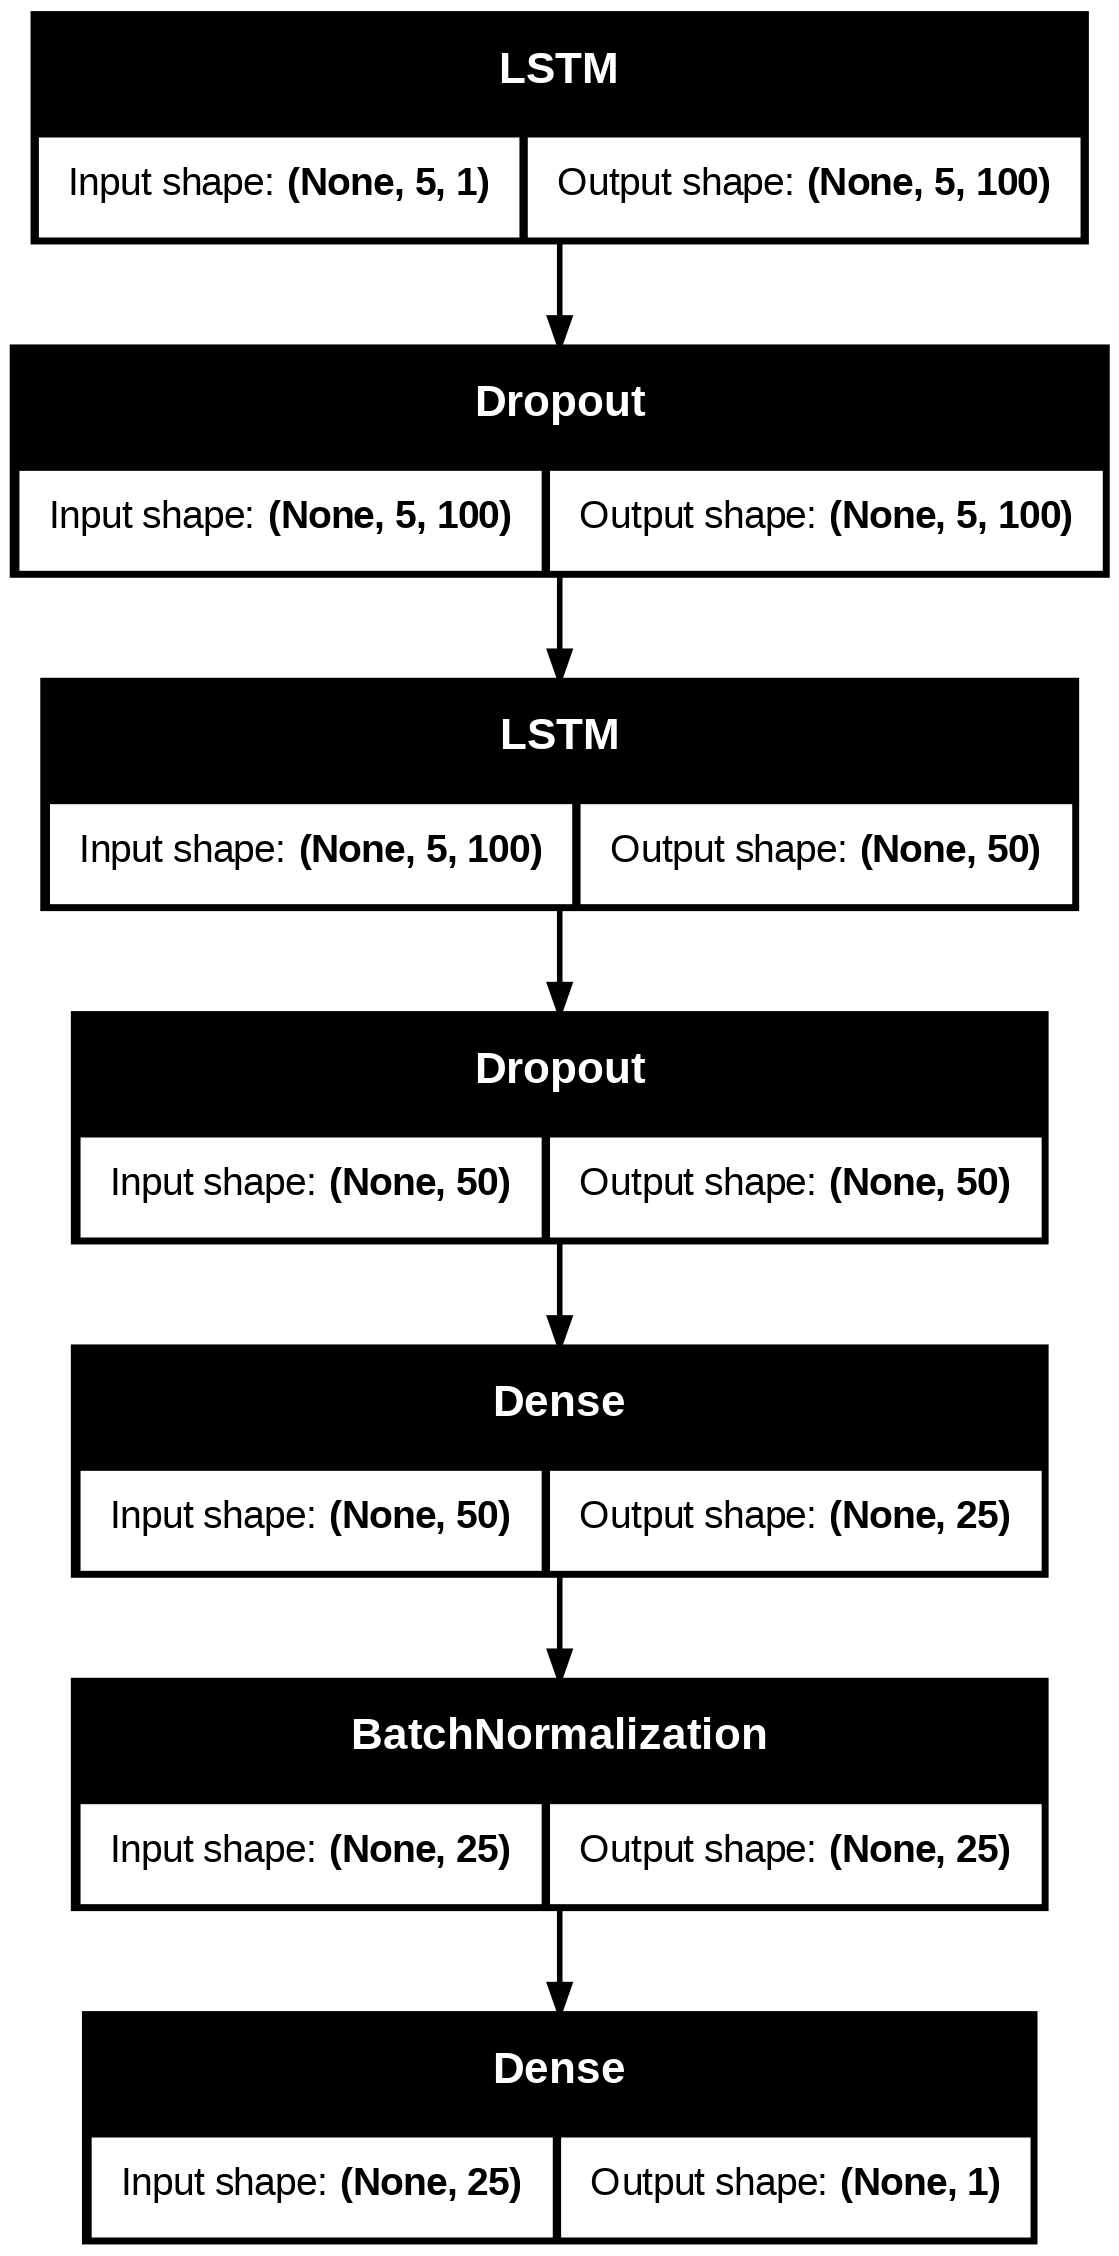 LSTM
Input shape: (None, 5, 1) Output shape: (None, 5, 100)
Dropout
Input shape: (None, 5, 100) Output shape: (None, 5, 100)
LSTM
Input shape: (None, 5, 100) Output shape: (None, 50)
Dropout
Input shape: (None, 50) Output shape: (None, 50)
Dense
Input shape: (None, 50) Output shape: (None, 25)
BatchNormalization
Input shape: (None, 25) Output shape: (None, 25)
Dense
Input shape: (None, 25) Output shape: (None, 1)